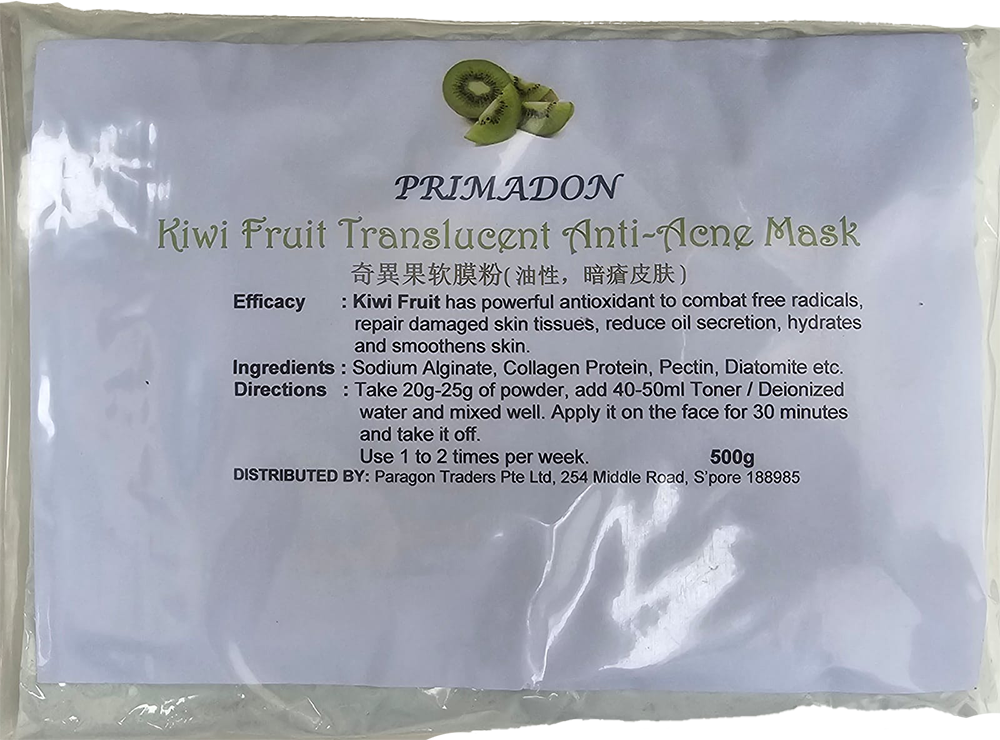 PRIMADON
Kiwi Fruit Translucent Anti-Acne Mask
奇異果软膜粉(油性，暗瘡皮肤)
Efficacy : Kiwi Fruit has powerful antioxidant to combat free radicals,
repair damaged skin tissues, reduce oil secretion, hydrates
and smoothens skin.
Ingredients : Sodium Alginate, Collagen Protein, Pectin, Diatomite etc.
Directions : Take 20g-25g of powder, add 40-50ml Toner / Deionized
water and mixed well. Apply it on the face for 30 minutes
and take it off.
Use 1 to 2 times per week. 500g
DISTRIBUTED BY: Paragon Traders Pte Ltd, 254 Middle Road, S'pore 188985